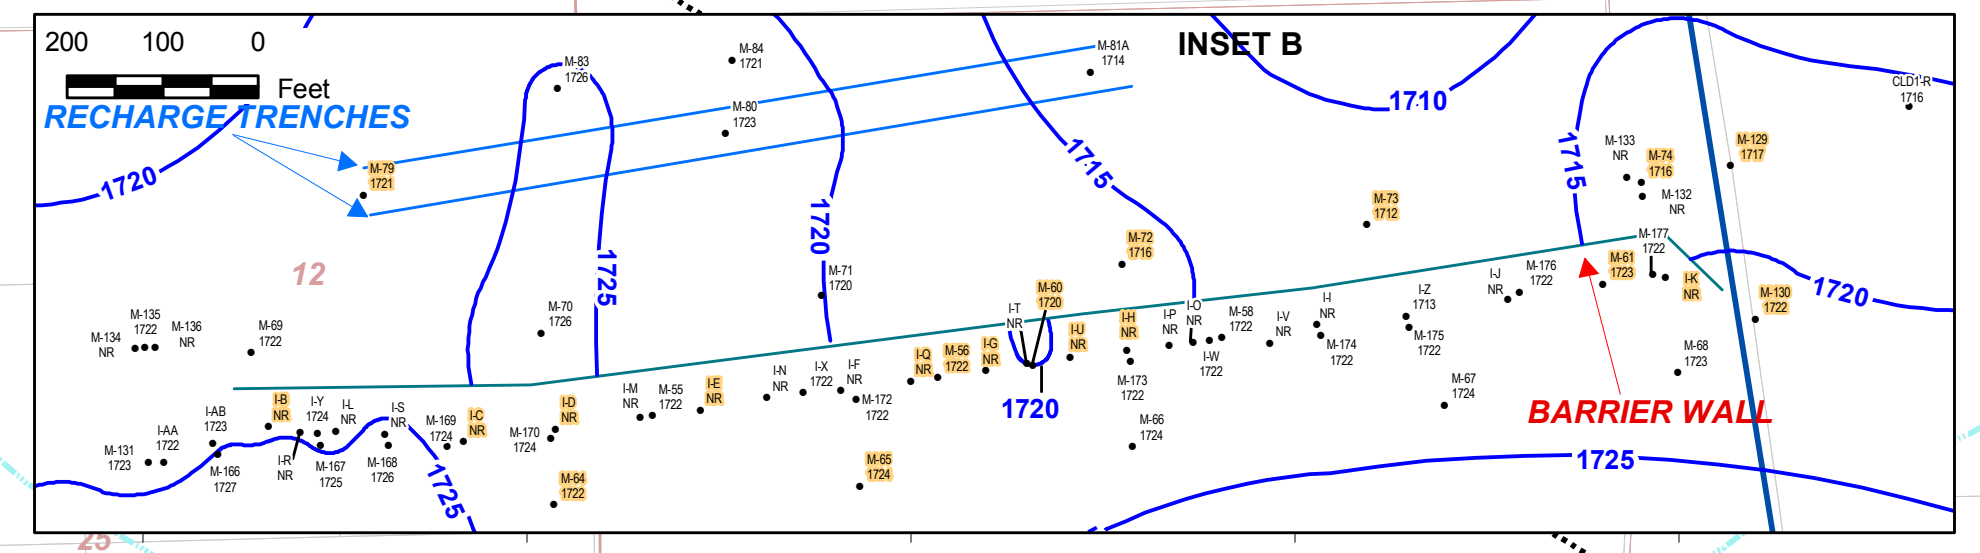 200 100 0
Feet
INSET B
RECHARGE TRENCHES
M-83
1726
M-84
1721
M-80
1723
M-81A
1714
1710
CLD1-R
1716
M-79
1721
1720
1715
1715
M-133
NR
M-74
1716
M-132
NR
M-129
1717
12
1725
1720
M-71
1720
M-72
1716
M-73
1712
M-177
1722
M-61
1723
I-K
NR
M-130
1722
1720
M-134
NR
M-135
1722
M-136
NR
M-69
1722
M-70
1726
I-T
NR
M-60
1720
I-U
NR
I-H
NR
I-P
NR
I-O
NR
I-W
1722
M-58
1722
I-V
NR
I-I
NR
M-174
1722
I-Z
1713
M-175
1722
I-J
NR
M-176
1722
M-68
1723
M-67
1724
BARRIER WALL
M-131
1723
I-AA
1722
I-AB
1723
M-166
1727
I-B
NR
I-R
NR
I-Y
1724
I-L
NR
M-167
1725
I-S
NR
M-168
1726
M-169
1724
I-C
NR
1725
M-170
1724
I-D
NR
M-64
1722
I-M
NR
M-55
1722
I-E
NR
I-N
NR
I-X
1722
I-F
NR
M-172
1722
I-Q
NR
M-56
1722
I-G
NR
1720
M-173
1722
M-66
1724
M-65
1724
1725
25